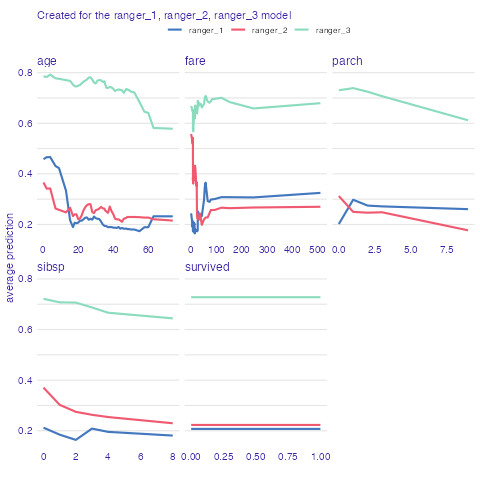 Created for the ranger_1, ranger_2, ranger_3 model
ranger_1 ranger_2 ranger_3
age fare parch
0.8
0.6
0.4
0.2
0 20 40 60
0 100 200 300 400 500
0.0 2.5 5.0 7.5
average prediction
sibsp survived
0.8
0.6
0.4
0.2
0 2 4 6 8
0.00 0.25 0.50 0.75 1.00